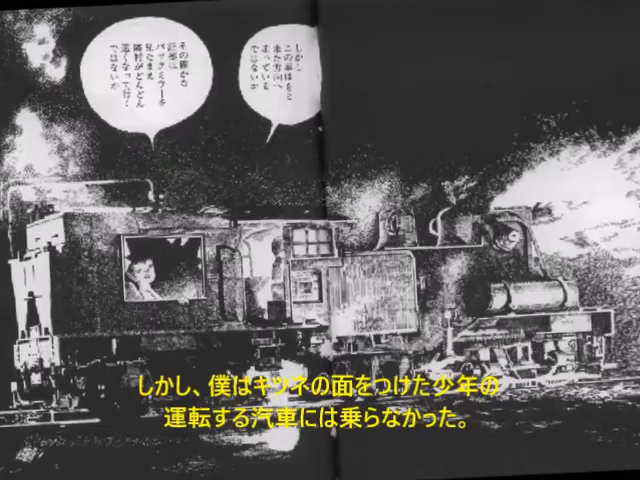 しかし
この車はもと
来た方向へ
走っている
ではないか
その確かな
証拠に
バックミラーを
見たまえ
隣村がどんどん
遠くなって行く
ではないか
しかし、僕はキツネの面をつけた少年の
運転する汽車には乗らなかった。